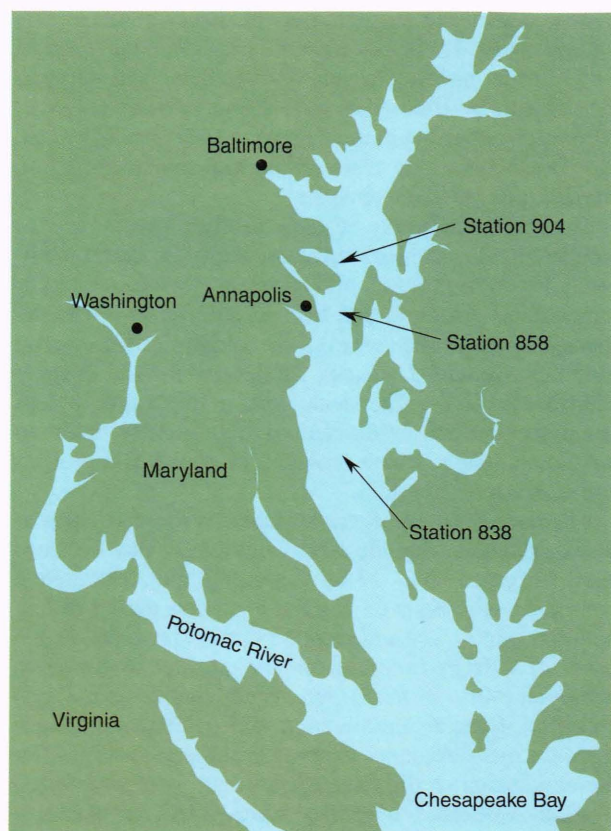 Baltimore
Station 904
Washington
Annapolis
Station 858
Maryland
Station 838
Potomac River
Virginia
Chesapeake Bay